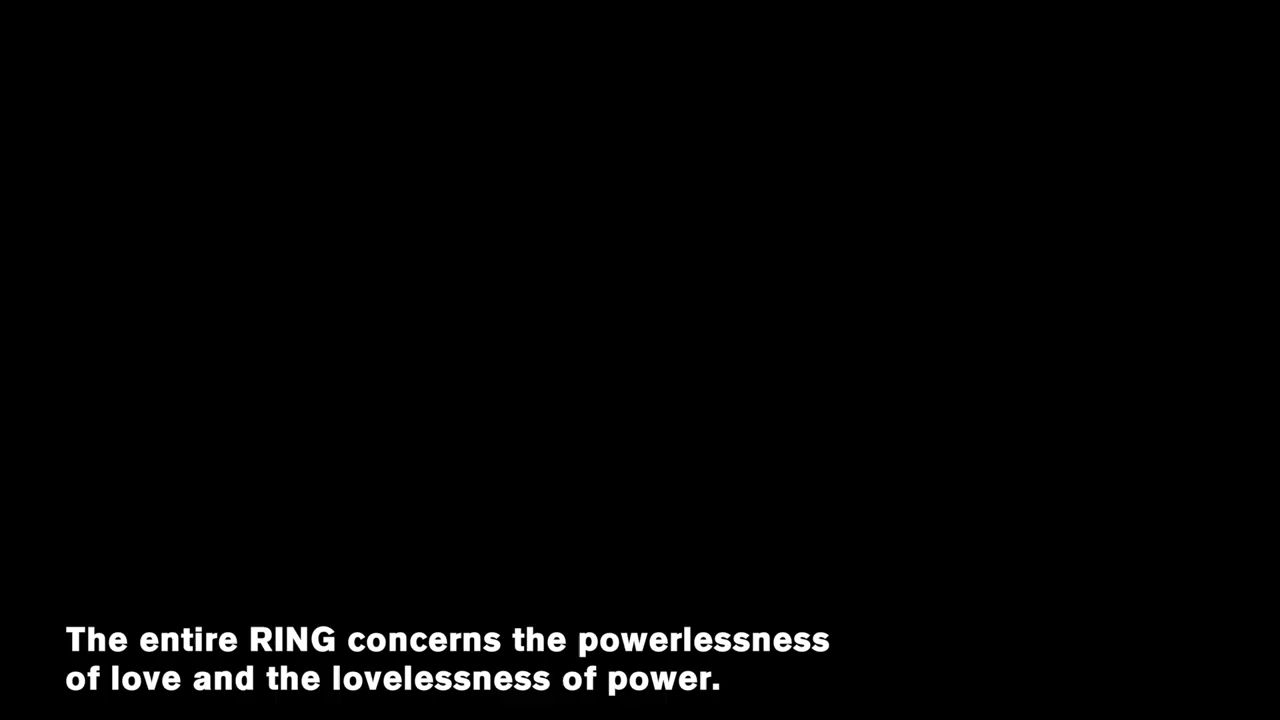 The entire RING concerns the powerlessness
of love and the lovelessness of power.